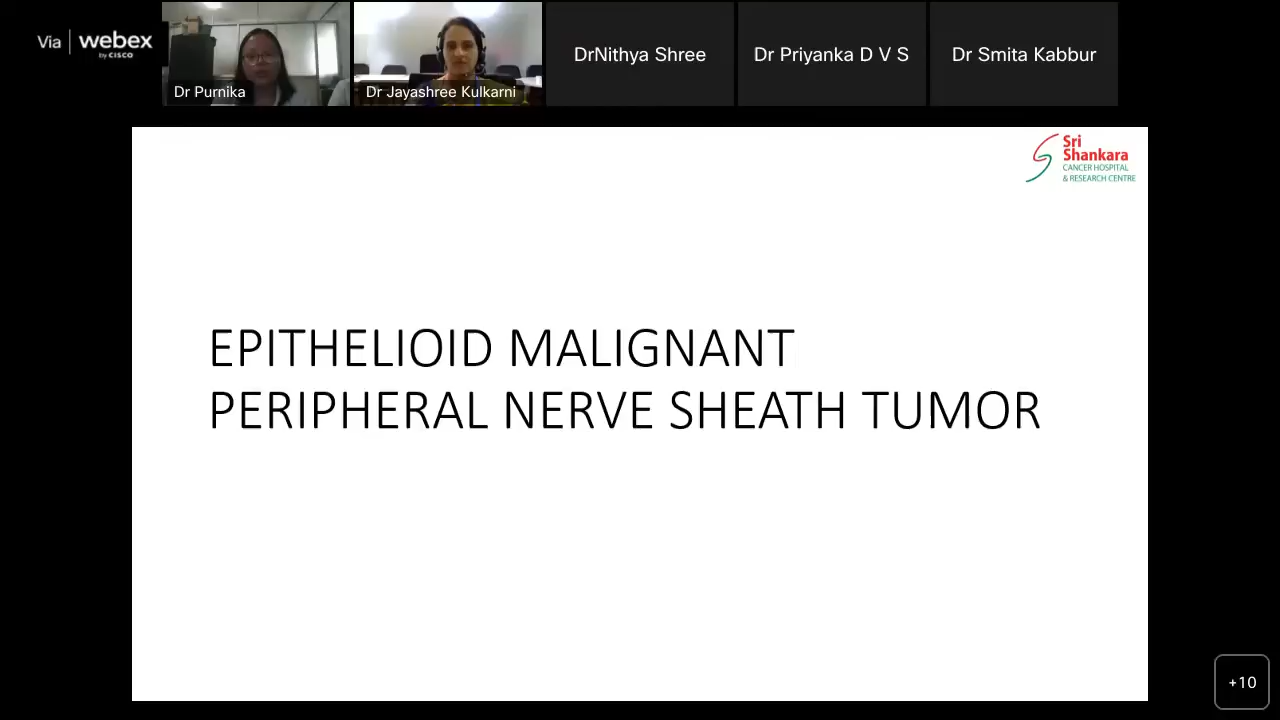 Via webex
by CISCO
Dr Purnika
Dr Jayashree Kulkarni
DrNithya Shree
Dr Priyanka D V S
Dr Smita Kabbur
Sri
Shankara
CANCER HOSPITAL
& RESEARCH CENTRE
EPITHELIOID MALIGNANT
PERIPHERAL NERVE SHEATH TUMOR
+10